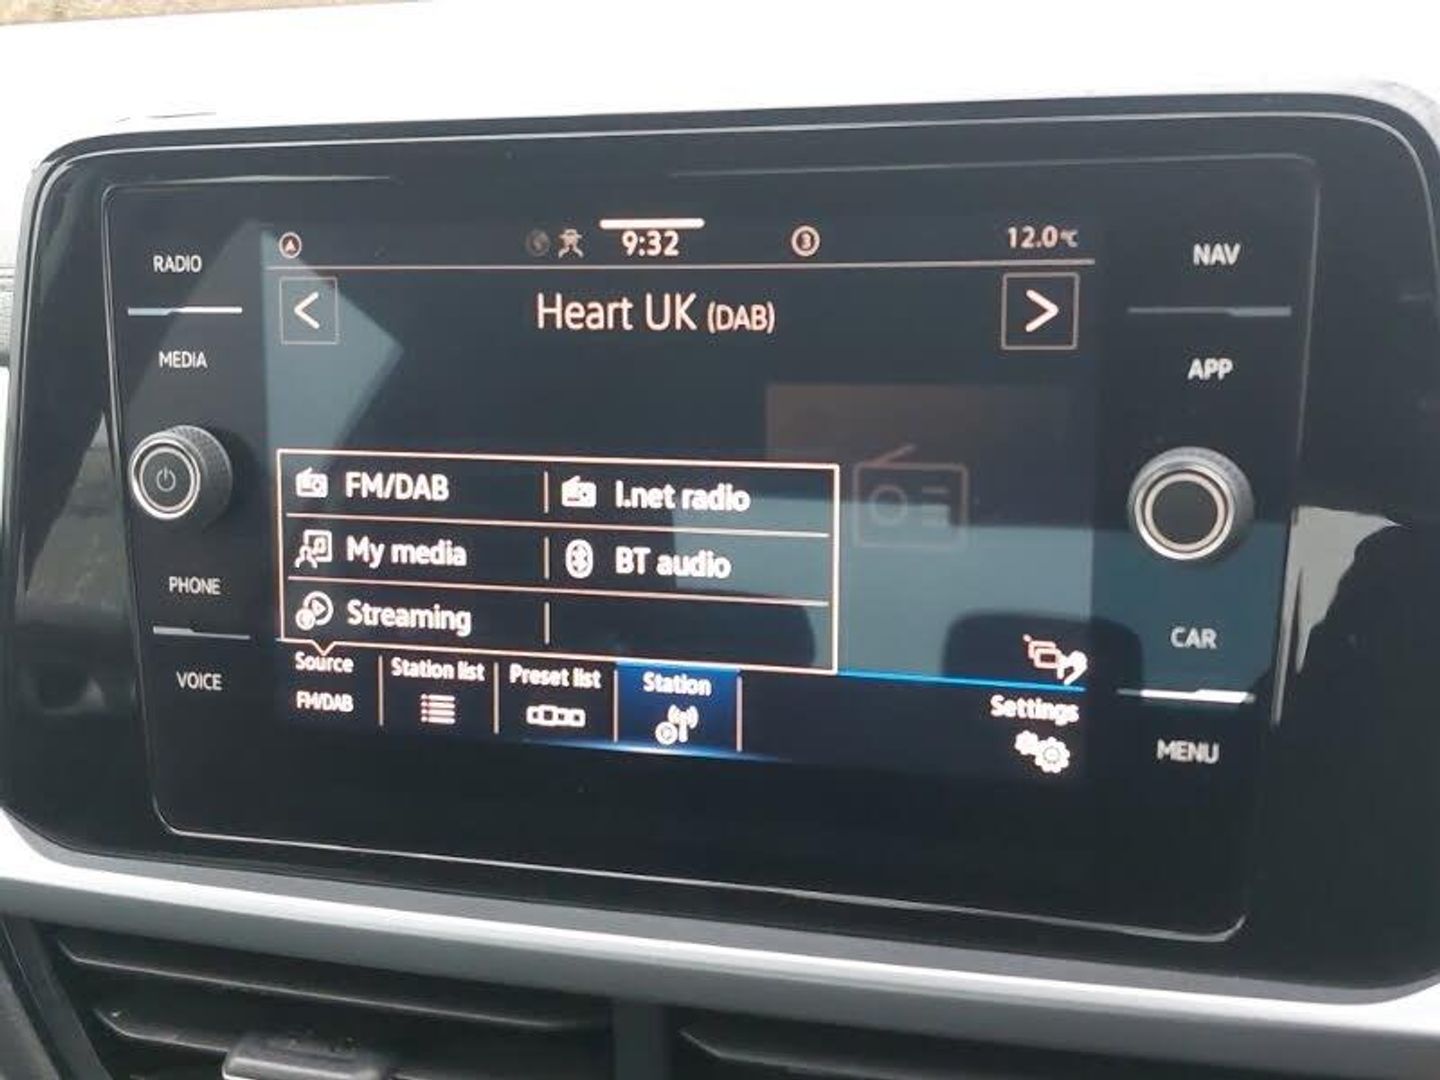 RADIO
MEDIA
PHONE
VOICE
9:32
3
12.0°C
Heart UK (DAB)
FM/DAB
I.net radio
My media
BT audio
Streaming
Source
FM/DAB
Station list
Preset list
Station
Settings
NAV
APP
CAR
MENU